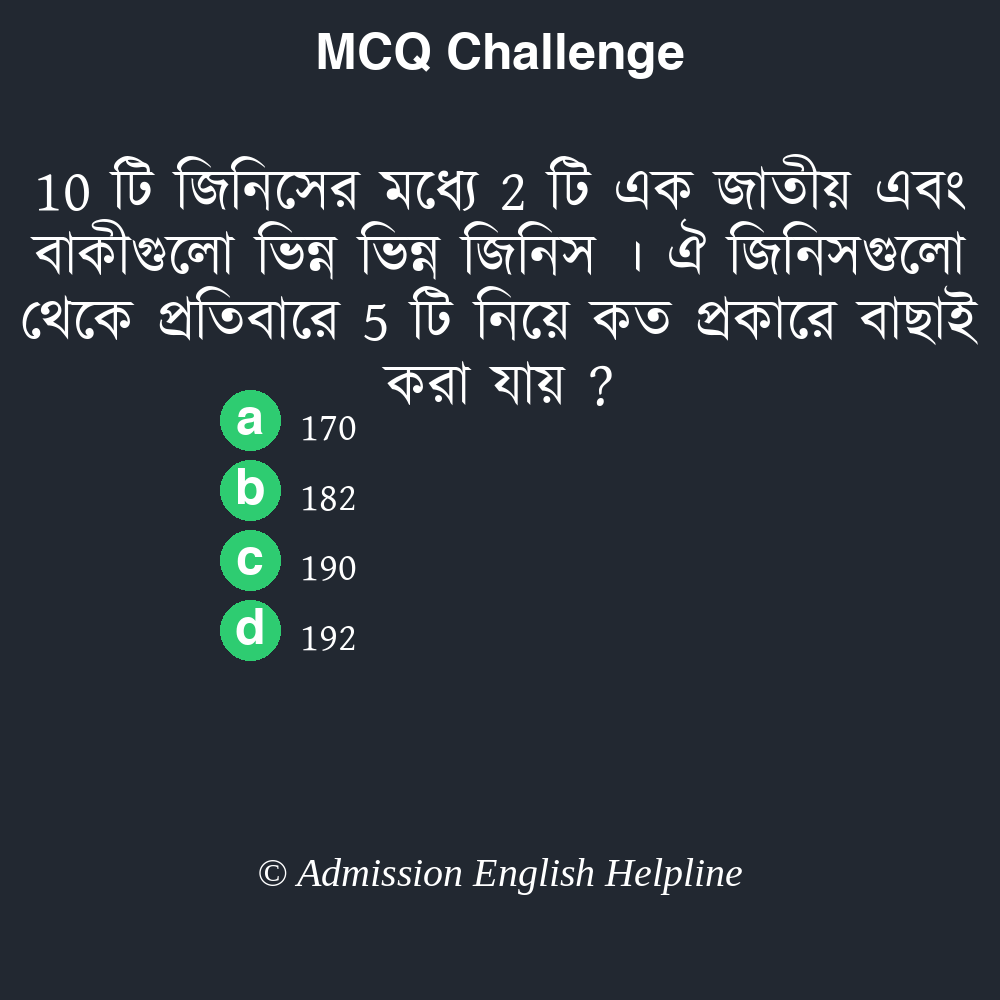 MCQ Challenge
10 টি জিনিসের মধ্যে 2 টি এক জাতীয় এবং
বাকীগুলো ভিন্ন ভিন্ন জিনিস । ঐ জিনিসগুলো
থেকে প্রতিবারে 5 টি নিয়ে কত প্রকারে বাছাই
করা যায় ?
a 170
b 182
c 190
d 192
© Admission English Helpline